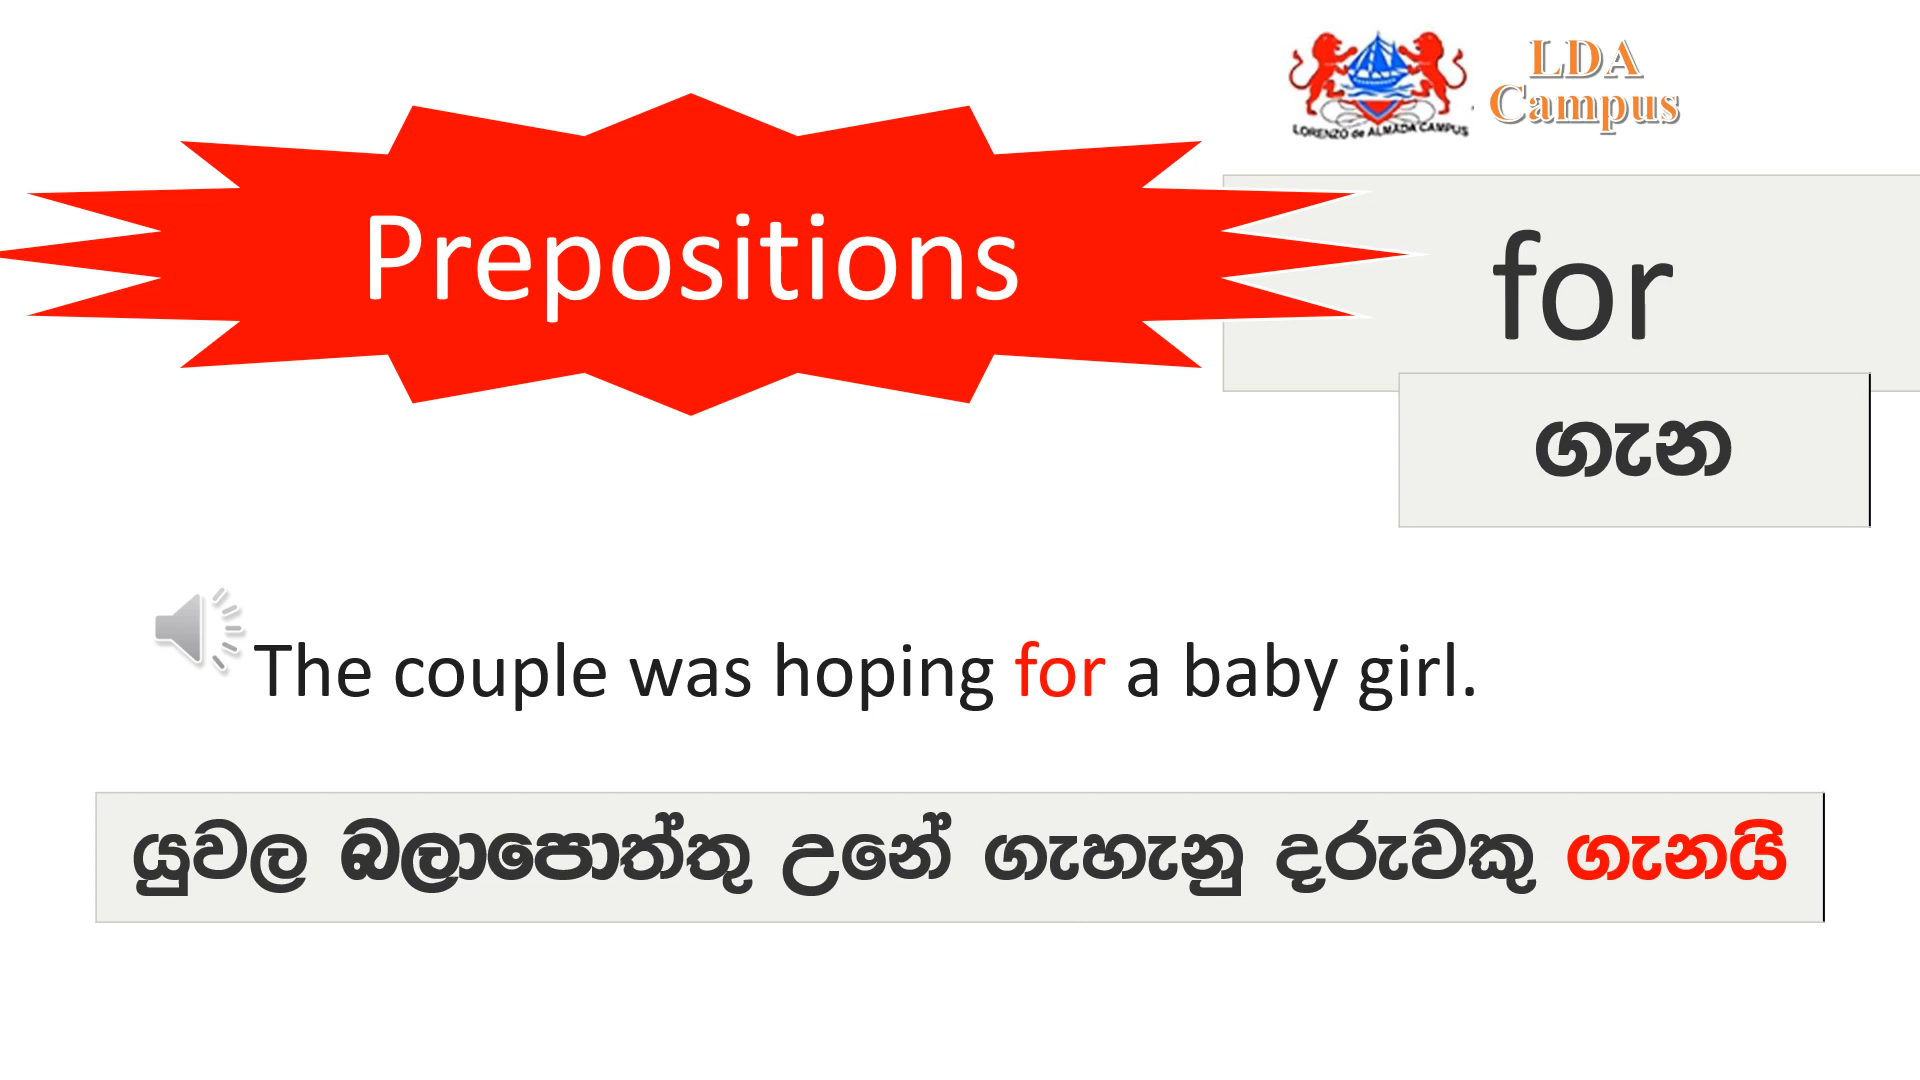 LDA
Campus
LORENZO de ALMADA CAMPUS
Prepositions
for
ගැන
The couple was hoping for a baby girl.
යුවල බලාපොත්තු උනේ ගැහැනු දරුවකු ගැනයි